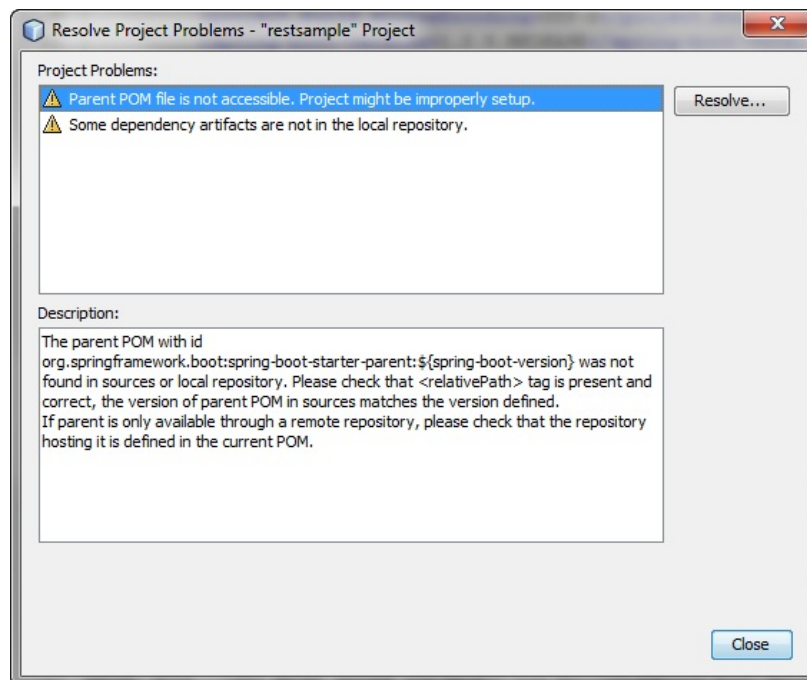 Resolve Project Problems - "restsample" Project
Project Problems:
Parent POM file is not accessible. Project might be improperly setup.
Resolve...
Some dependency artifacts are not in the local repository.
Description:
The parent POM with id
org.springframework.boot:spring-boot-starter-parent:${spring-boot-version} was not
found in sources or local repository. Please check that <relativePath> tag is present and
correct, the version of parent POM in sources matches the version defined.
If parent is only available through a remote repository, please check that the repository
hosting it is defined in the current POM.
Close